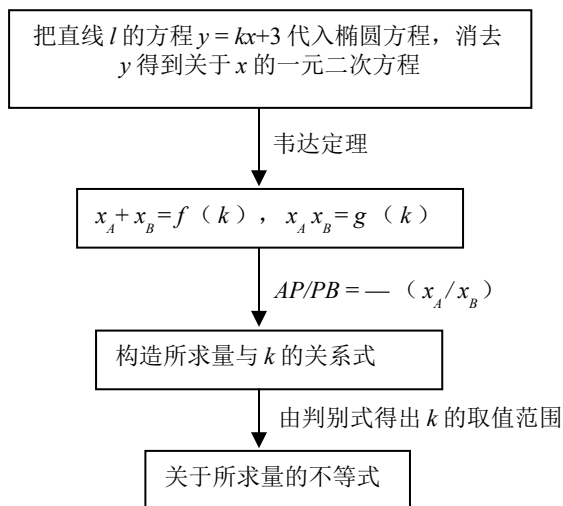 把直线 l 的方程 y = kx+3 代入椭圆方程，消去
y 得到关于 x 的一元二次方程
韦达定理
x_A + x_B = f （ k ） ， x_A x_B = g （ k ）
AP/PB = — （ x_A / x_B ）
构造所求量与 k 的关系式
由判别式得出 k 的取值范围
关于所求量的不等式